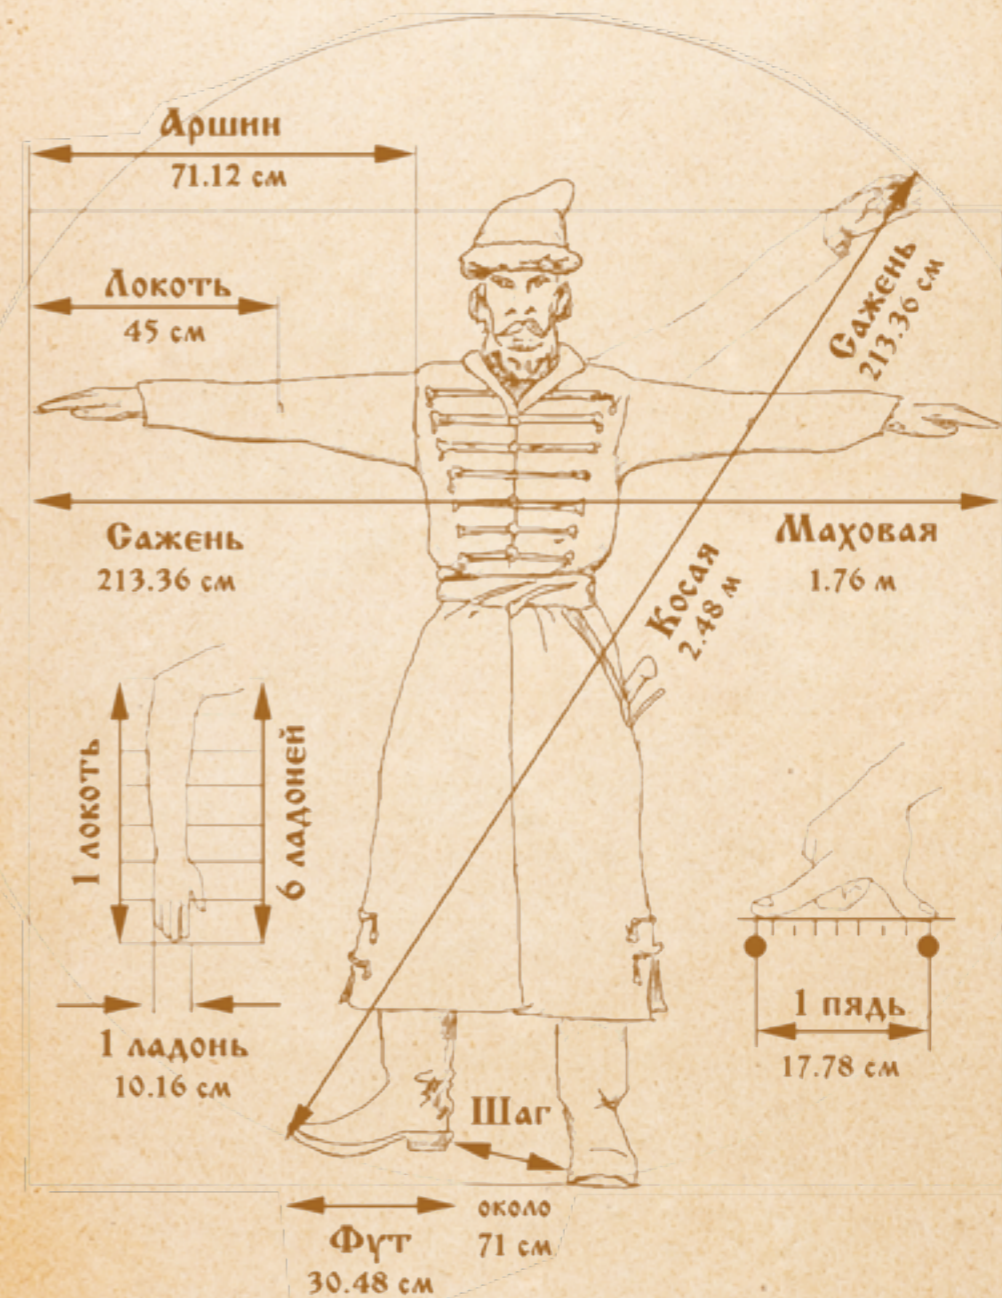 Аршин
71.12 см
Локоть
45 см
Сажень
213.36 см
Сажень
213.36 см
Маховая
1.76 м
Косая
2.48 м
1 локоть
6 ладоней
1 ладонь
10.16 см
1 пядь
17.78 см
Шаг
около
71 см
Фут
30.48 см